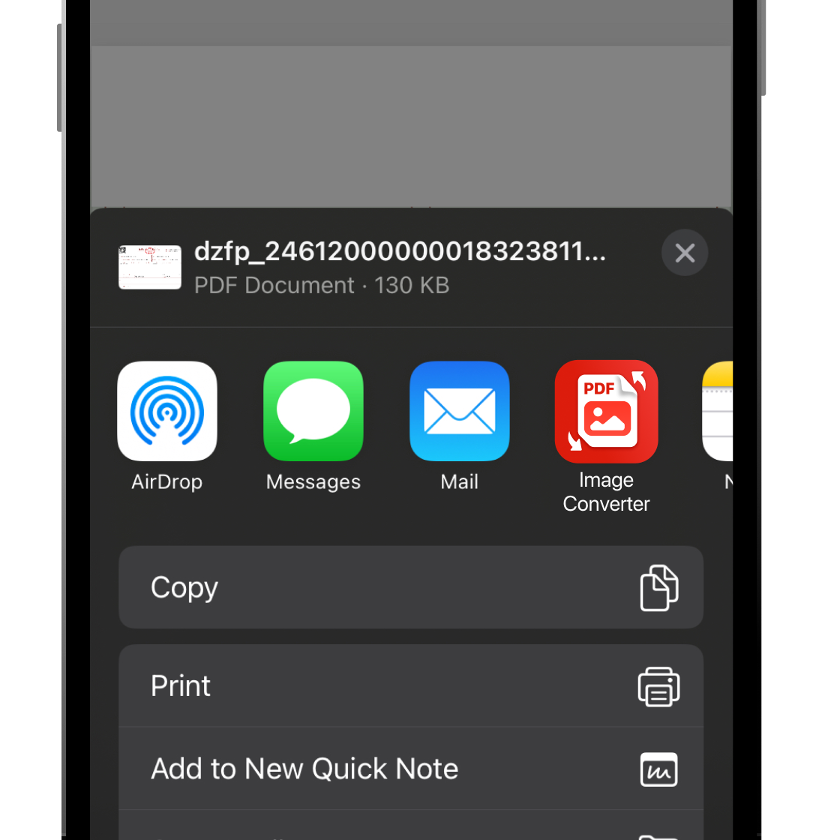 dzfp_24612000000018323811...
PDF Document · 130 KB
PDF
AirDrop
Messages
Mail
Image
Converter
Copy
Print
Add to New Quick Note